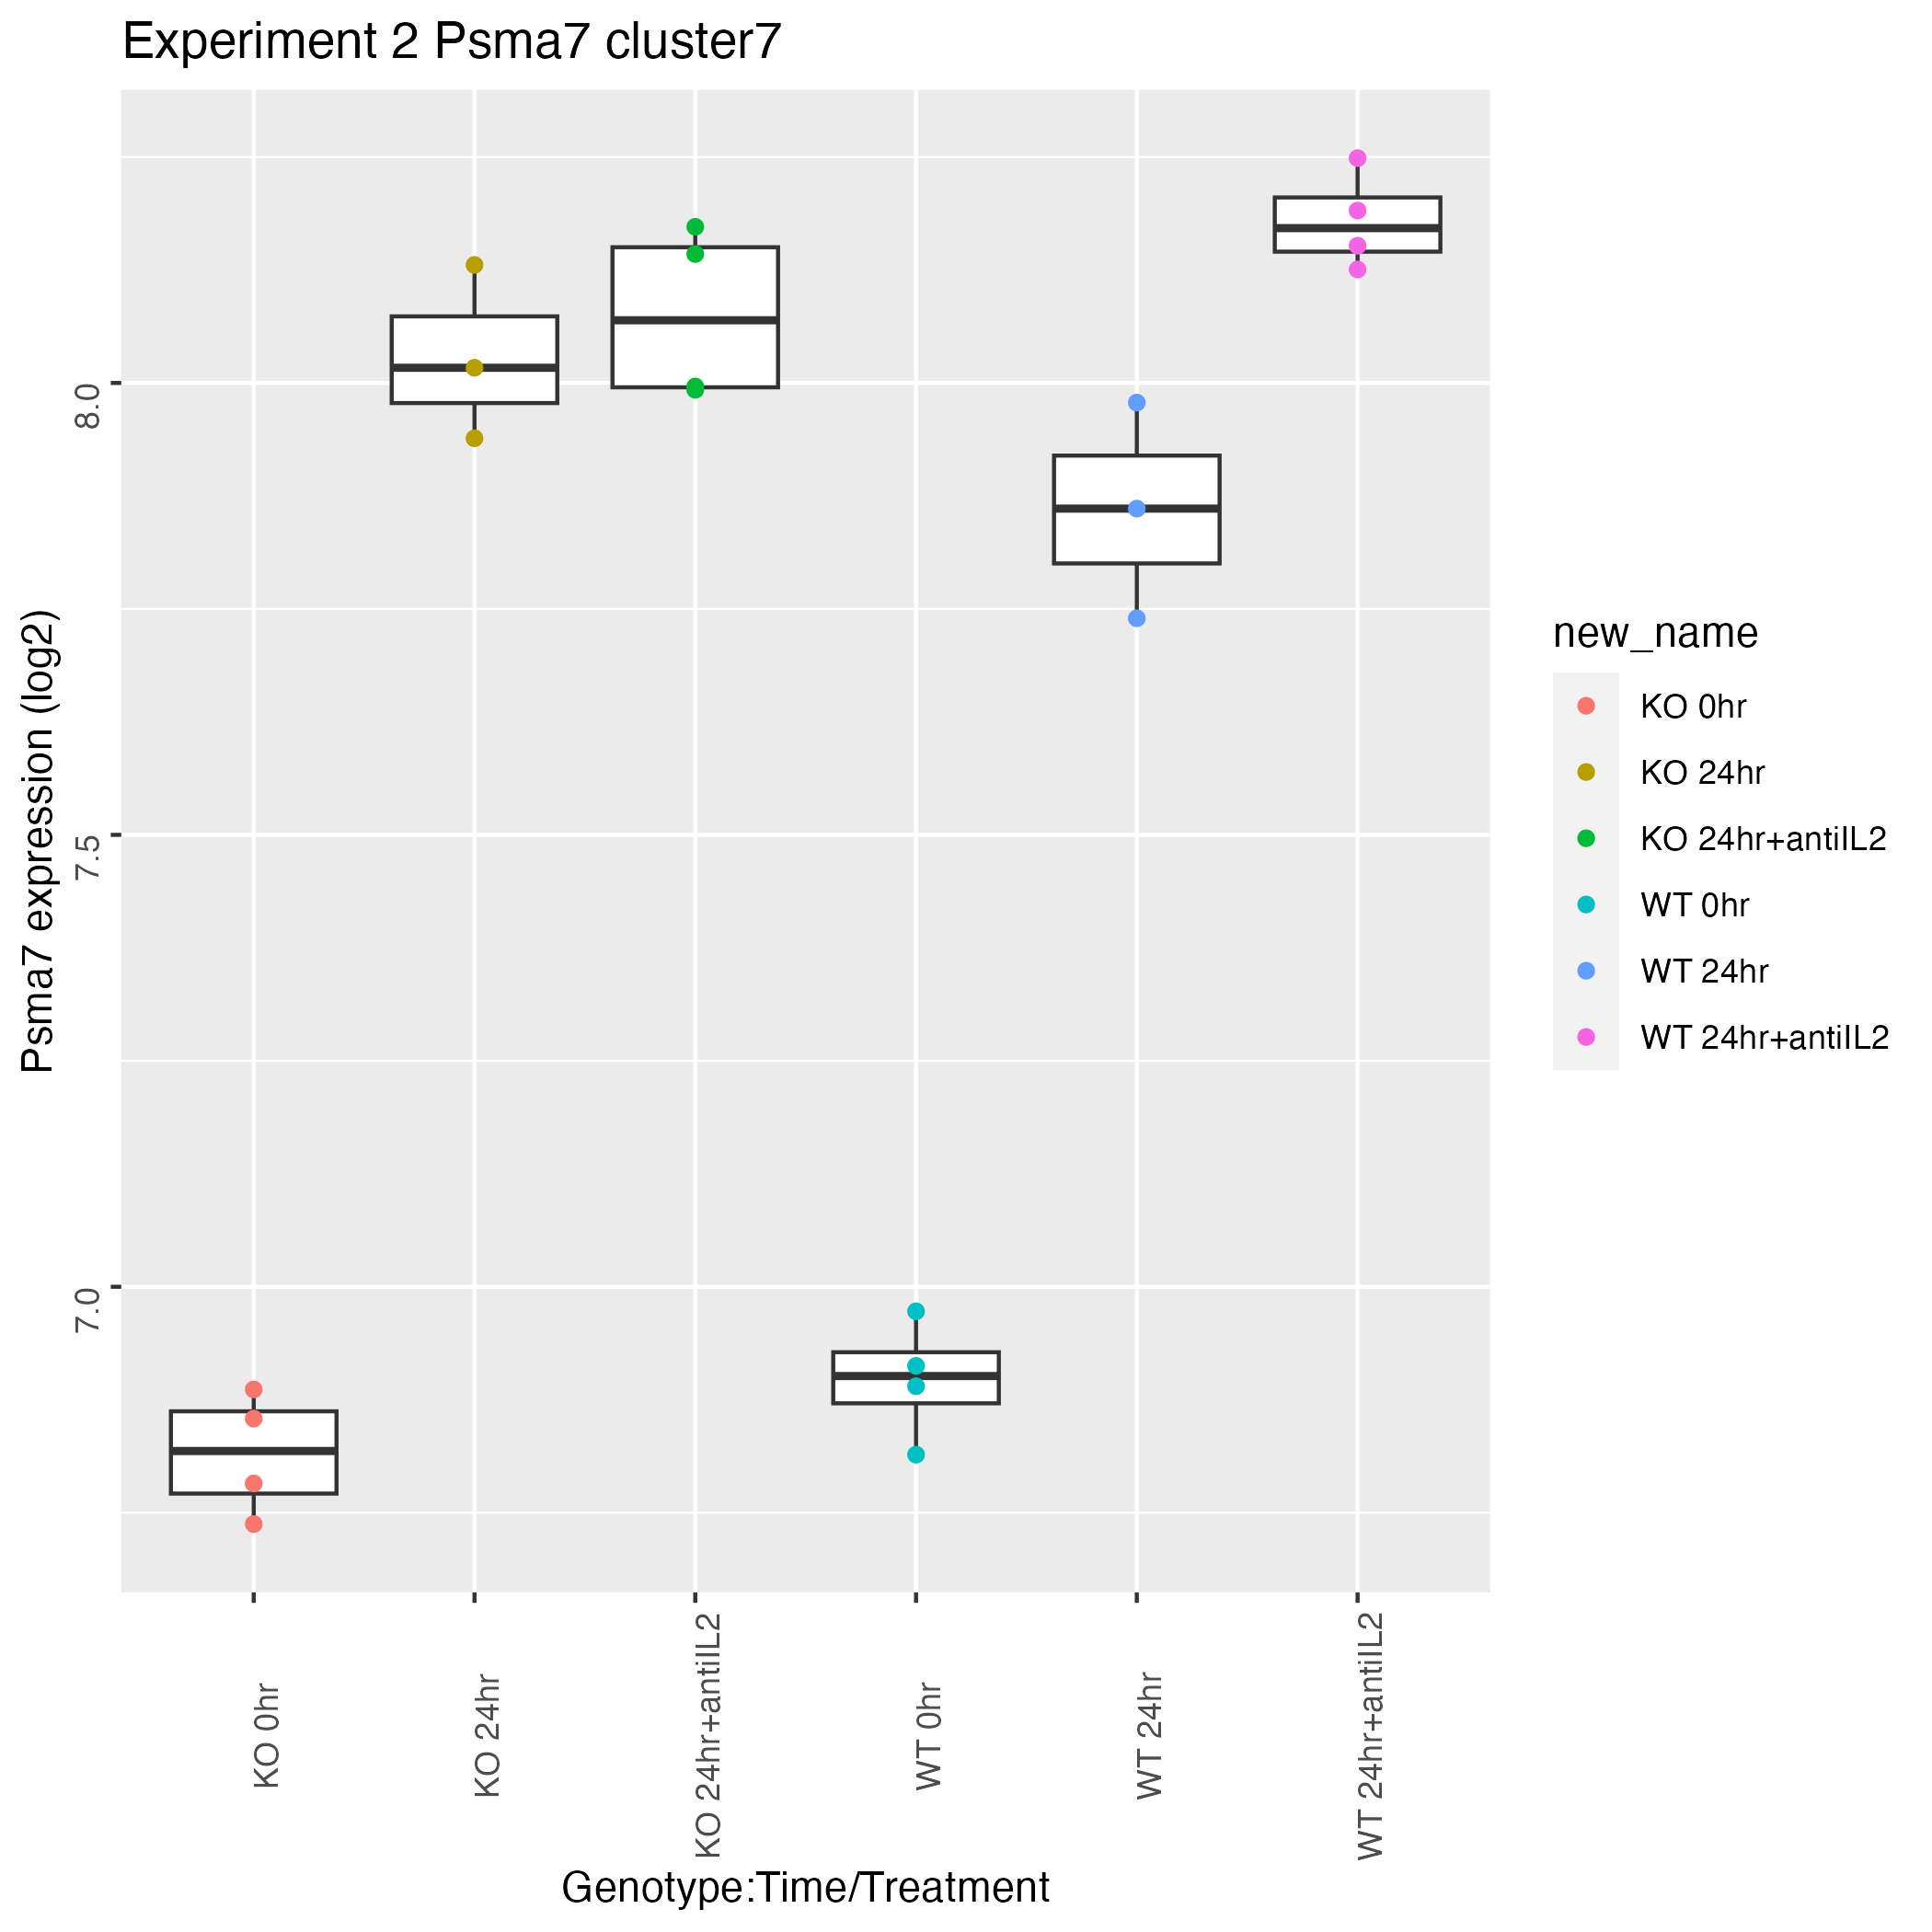 Experiment 2 Psma7 cluster7
Psma7 expression (log2)
8.0
7.5
7.0
KO 0hr
KO 24hr
KO 24hr+antiIL2
WT 0hr
WT 24hr
WT 24hr+antiIL2
Genotype:Time/Treatment
new_name
KO 0hr
KO 24hr
KO 24hr+antiIL2
WT 0hr
WT 24hr
WT 24hr+antiIL2